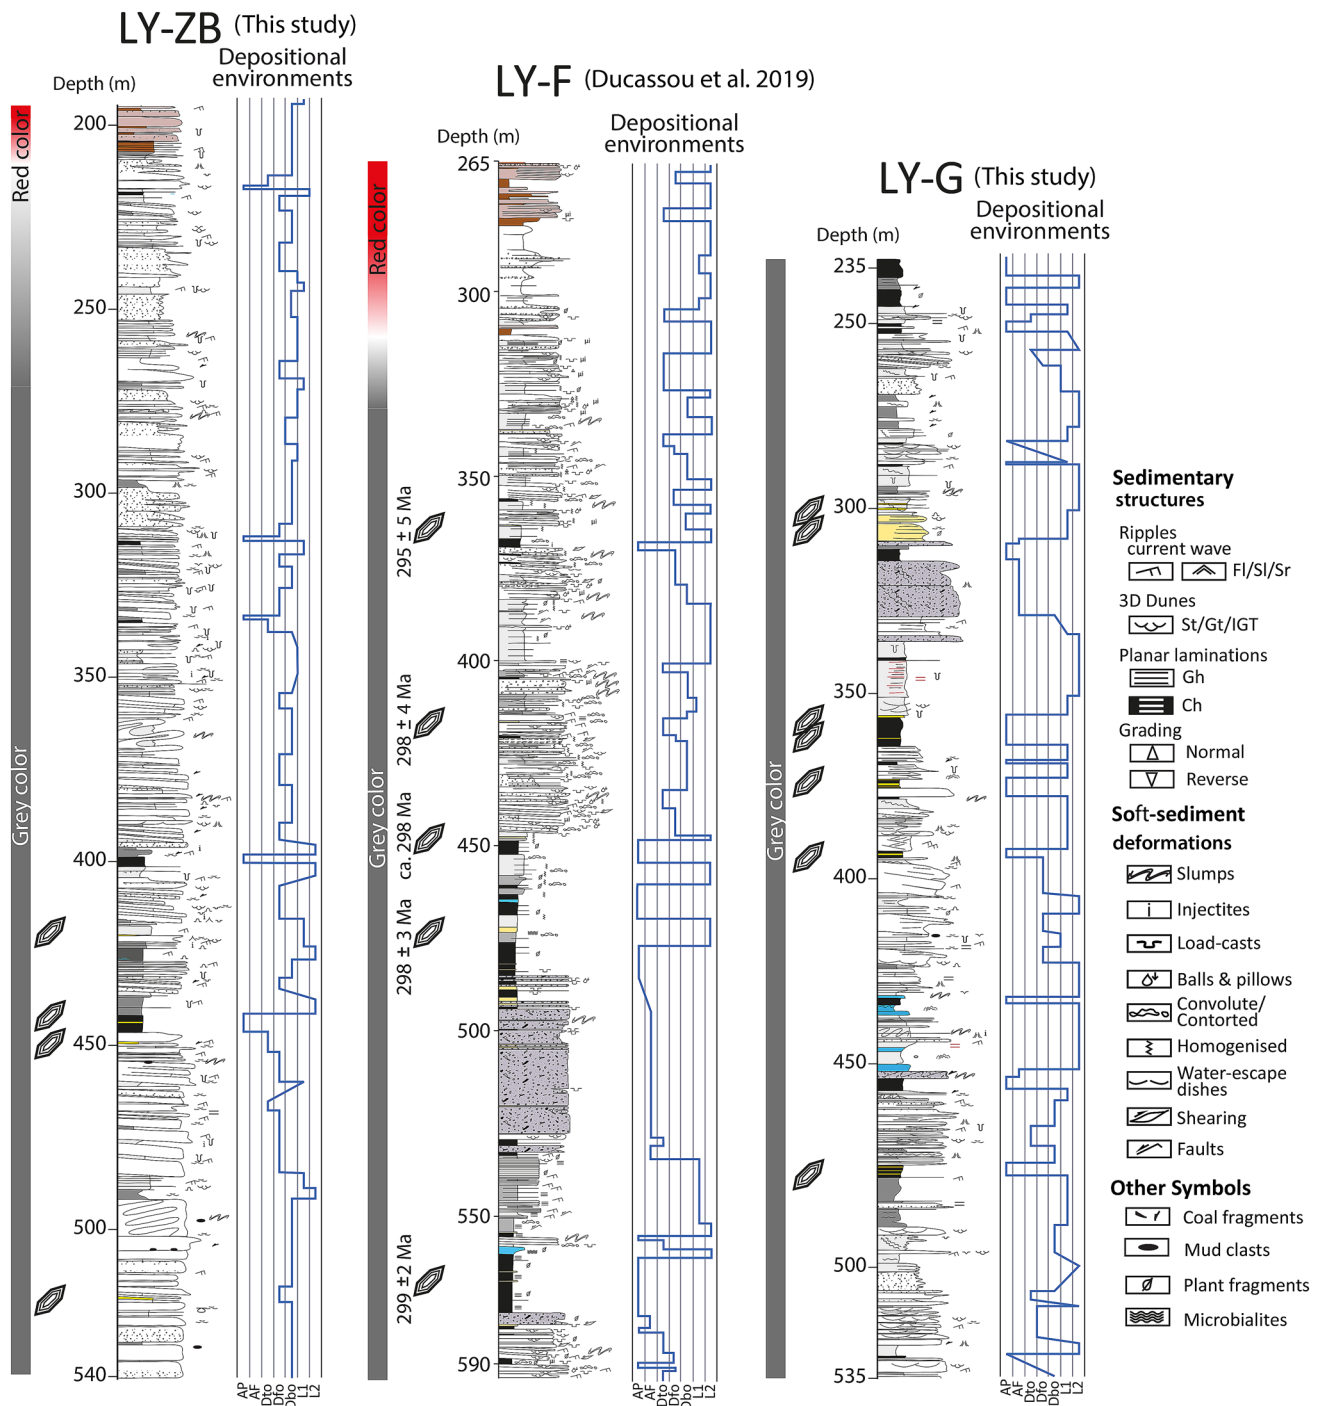 LY-ZB (This study)
Depositional
environments
Depth (m)
Red color
Grey color
200
250
300
350
400
450
500
540
AP
AF
Dto
Dfo
Dbo
L1
L2
LY-F (Ducassou et al. 2019)
Depositional
environments
Depth (m)
Red color
Grey color
295 ± 5 Ma
298 ± 4 Ma
ca. 298 Ma
298 ± 3 Ma
299 ±2 Ma
265
300
350
400
450
500
550
590
AP
AF
Dto
Dfo
Dbo
L1
L2
LY-G (This study)
Depositional
environments
Depth (m)
Grey color
235
250
300
350
400
450
500
535
AP
AF
Dto
Dfo
Dbo
L1
L2
Sedimentary
structures
Ripples
current wave
Fl/Sl/Sr
3D Dunes
St/Gt/IGT
Planar laminations
Gh
Ch
Grading
Normal
Reverse
Soft-sediment
deformations
Slumps
Injectites
Load-casts
Balls & pillows
Convolute/
Contorted
Homogenised
Water-escape
dishes
Shearing
Faults
Other Symbols
Coal fragments
Mud clasts
Plant fragments
Microbialites